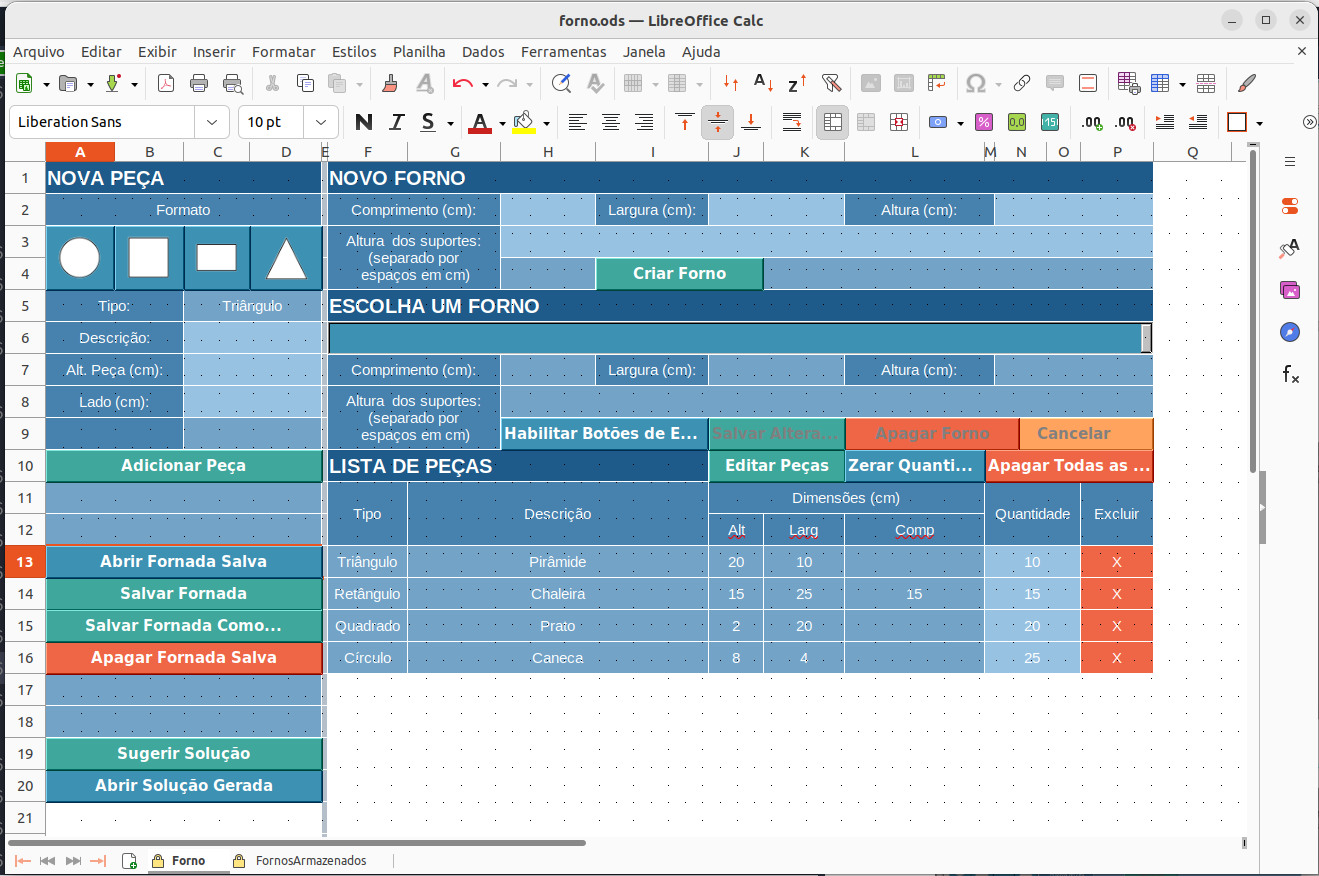 forno.ods — LibreOffice Calc
Arquivo Editar Exibir Inserir Formatar Estilos Planilha Dados Ferramentas Janela Ajuda
Liberation Sans 10 pt N I S A
A B C D E F G H I J K L M N O P Q
1 NOVA PEÇA NOVO FORNO
2 Formato Comprimento (cm): Largura (cm): Altura (cm):
3 Altura dos suportes:
(separado por
4 espaços em cm) Criar Forno
5 Tipo: Triângulo ESCOLHA UM FORNO
6 Descrição:
7 Alt. Peça (cm): Comprimento (cm): Largura (cm): Altura (cm):
8 Lado (cm): Altura dos suportes:
(separado por
9 espaços em cm) Habilitar Botões de E... Salvar Altera... Apagar Forno Cancelar
10 Adicionar Peça LISTA DE PEÇAS Editar Peças Zerar Quanti... Apagar Todas as ...
11 Dimensões (cm)
Tipo Descrição Quantidade Excluir
12 Alt Larg Comp
13 Abrir Fornada Salva Triângulo Pirâmide 20 10 10 X
14 Salvar Fornada Retângulo Chaleira 15 25 15 15 X
15 Salvar Fornada Como... Quadrado Prato 2 20 20 X
16 Apagar Fornada Salva Círculo Caneca 8 4 25 X
17
18
19 Sugerir Solução
20 Abrir Solução Gerada
21
Forno FornosArmazenados